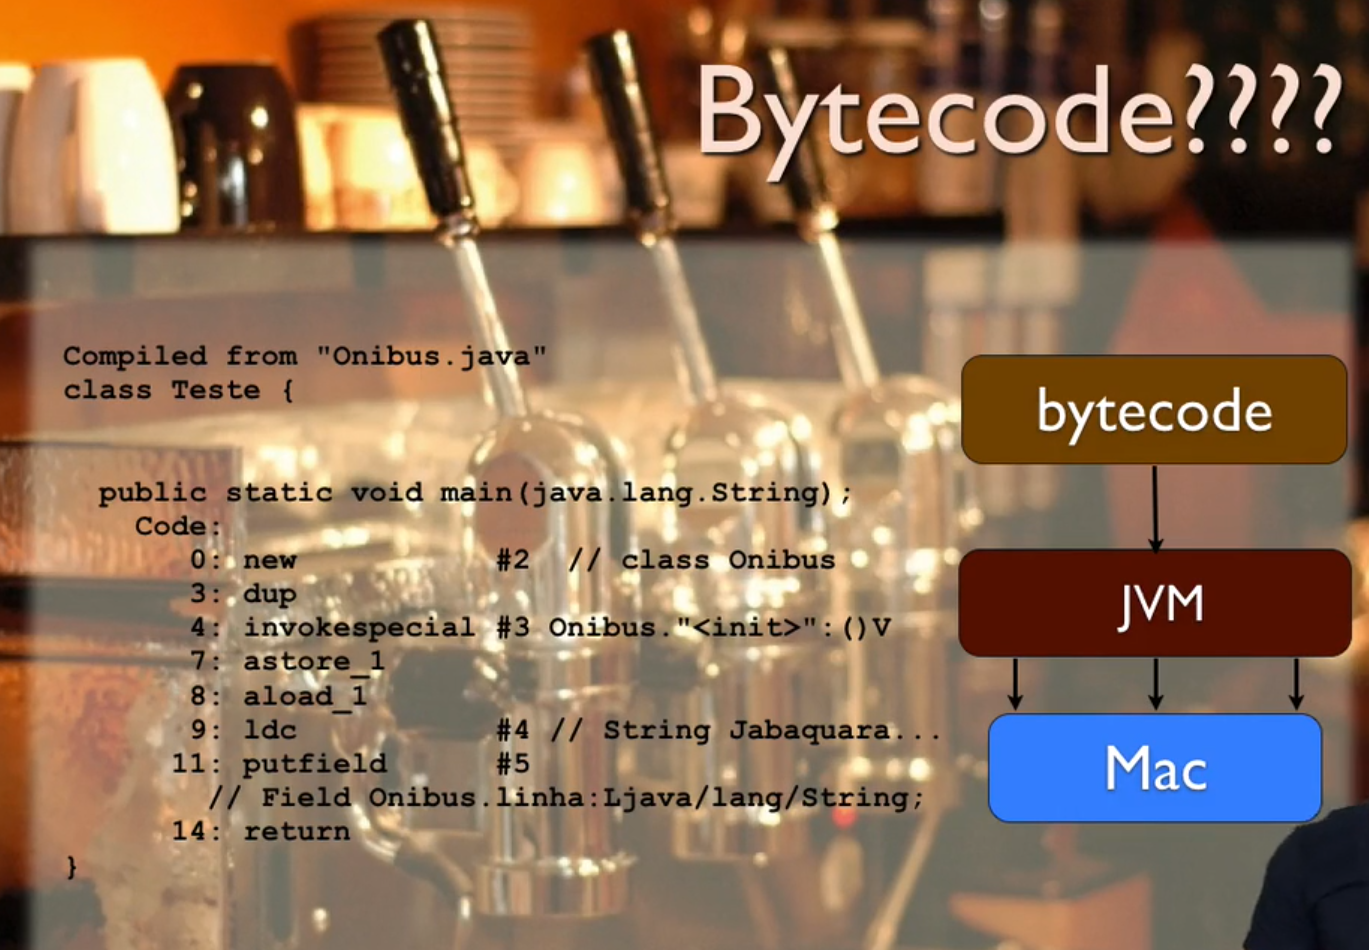 Bytecode????
Compiled from "Onibus.java"
class Teste {
public static void main(java.lang.String);
Code:
0: new #2 // class Onibus
3: dup
4: invokespecial #3 Onibus."<init>":()V
7: astore_1
8: aload_1
9: ldc #4 // String Jabaquara...
11: putfield #5
// Field Onibus.linha:Ljava/lang/String;
14: return
}
bytecode
JVM
Mac